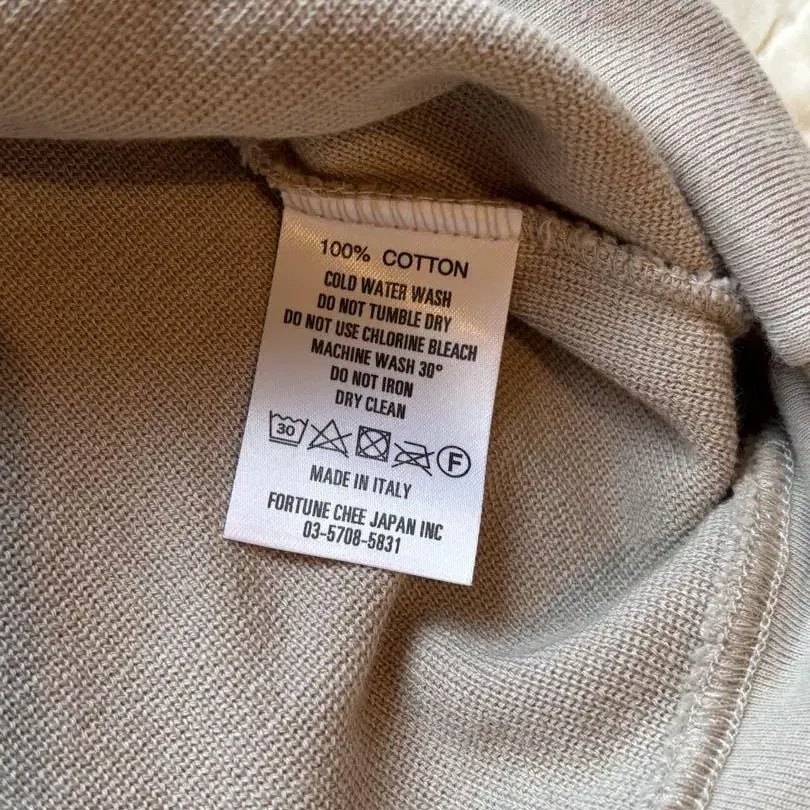 100% COTTON
COLD WATER WASH
DO NOT TUMBLE DRY
DO NOT USE CHLORINE BLEACH
MACHINE WASH 30°
DO NOT IRON
DRY CLEAN
30 F
MADE IN ITALY
FORTUNE CHEE JAPAN INC
03-5708-5831